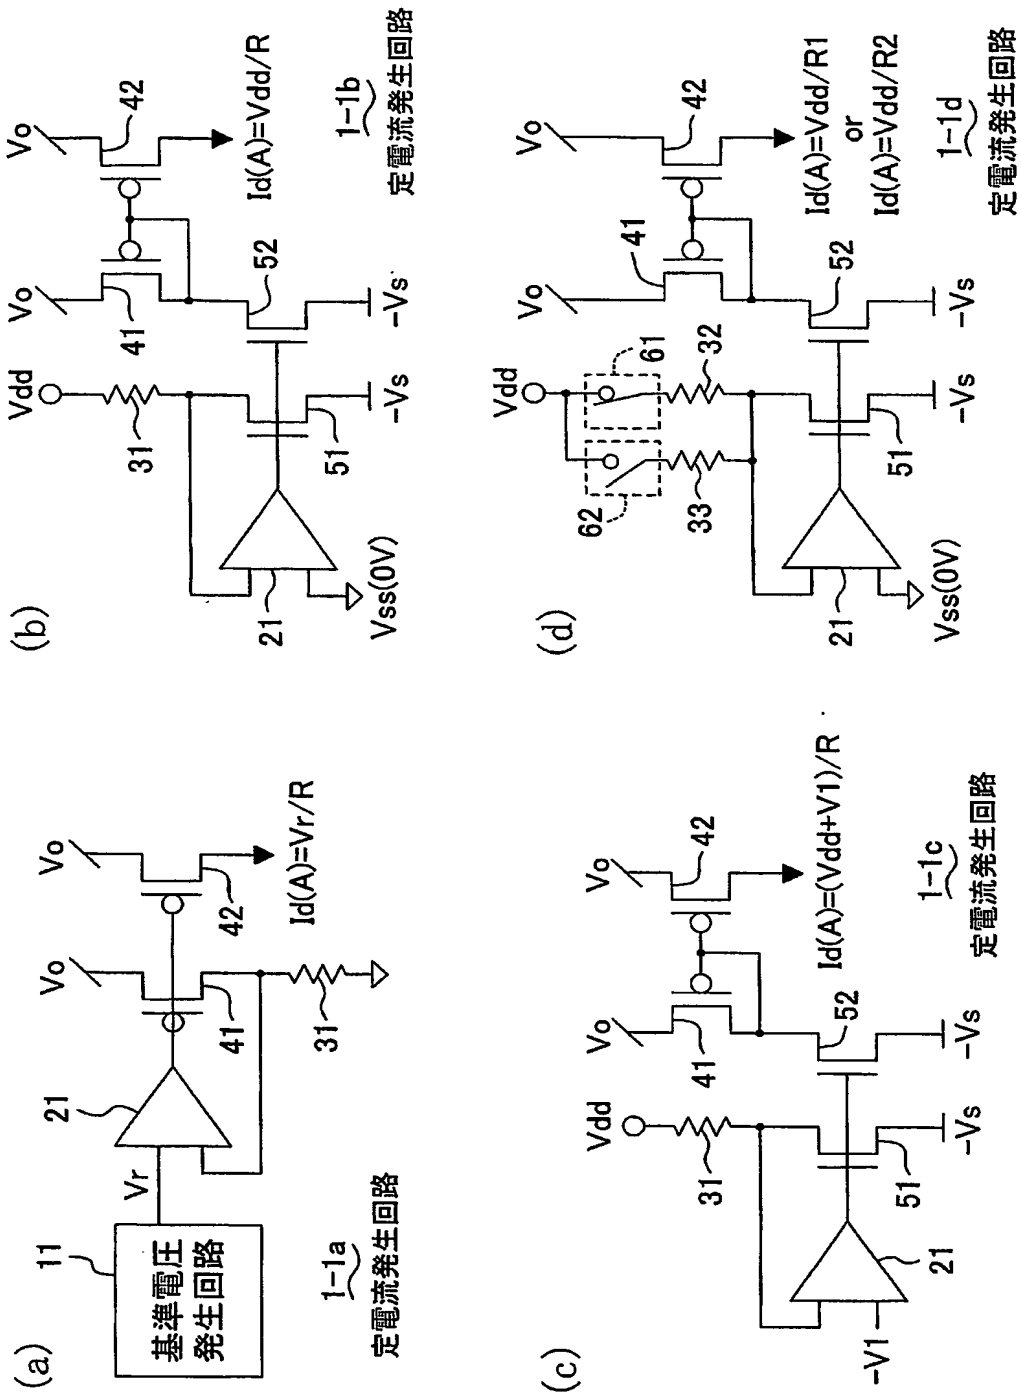 (a)
11
基準電圧
発生回路
Vr
21
Vo
Vo
41
42
31
Id(A)=Vr/R
1-1a
定電流発生回路
(b)
Vdd
Vo
Vo
31
41
42
51
52
21
-Vs
-Vs
Vss(0V)
Id(A)=Vdd/R
1-1b
定電流発生回路
(c)
Vdd
Vo
Vo
31
41
42
51
52
21
-V1
-Vs
-Vs
Id(A)=(Vdd+V1)/R
1-1c
定電流発生回路
(d)
Vdd
Vo
Vo
62
61
33
32
41
42
51
52
21
-Vs
-Vs
Vss(0V)
Id(A)=Vdd/R1
or
Id(A)=Vdd/R2
1-1d
定電流発生回路